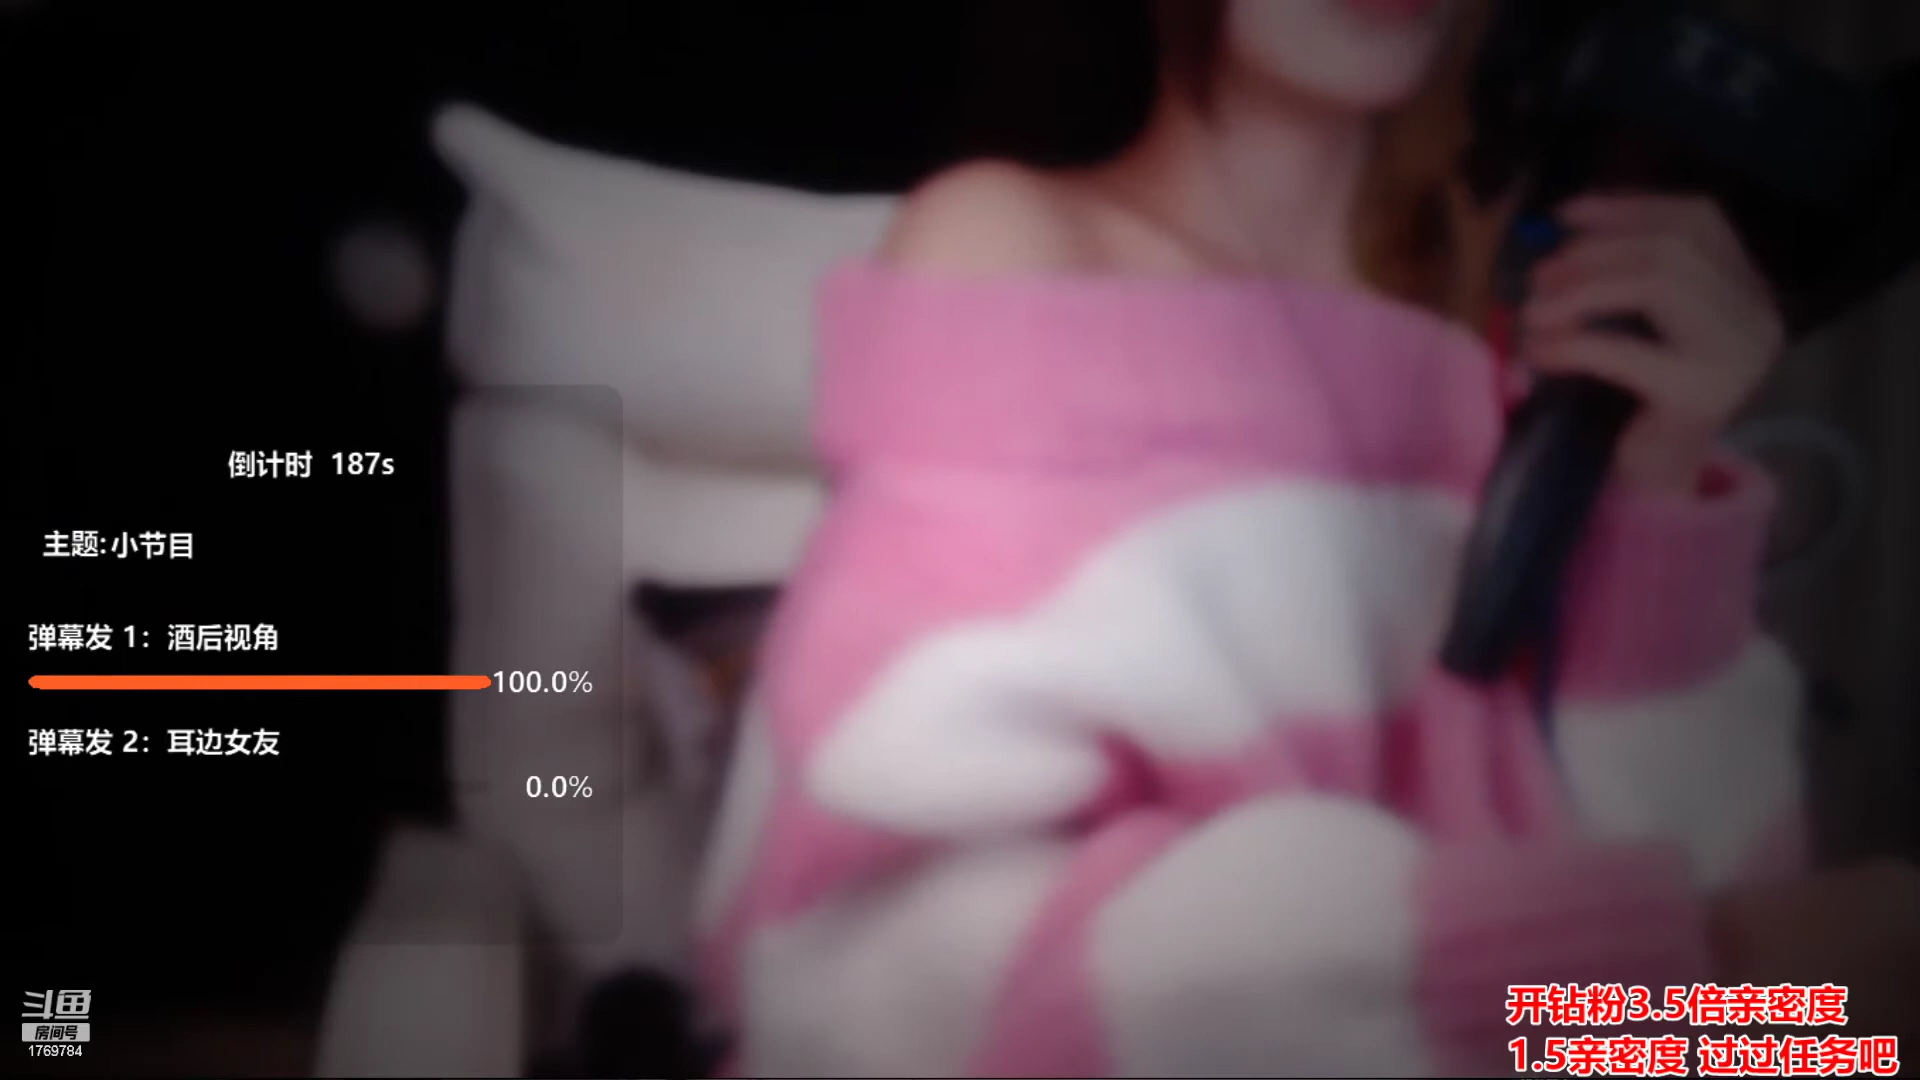 倒计时 187s
主题:小节目
弹幕发 1：酒后视角
100.0%
弹幕发 2：耳边女友
0.0%
斗鱼
房间号
1769784
开钻粉3.5倍亲密度
1.5亲密度 过过任务吧